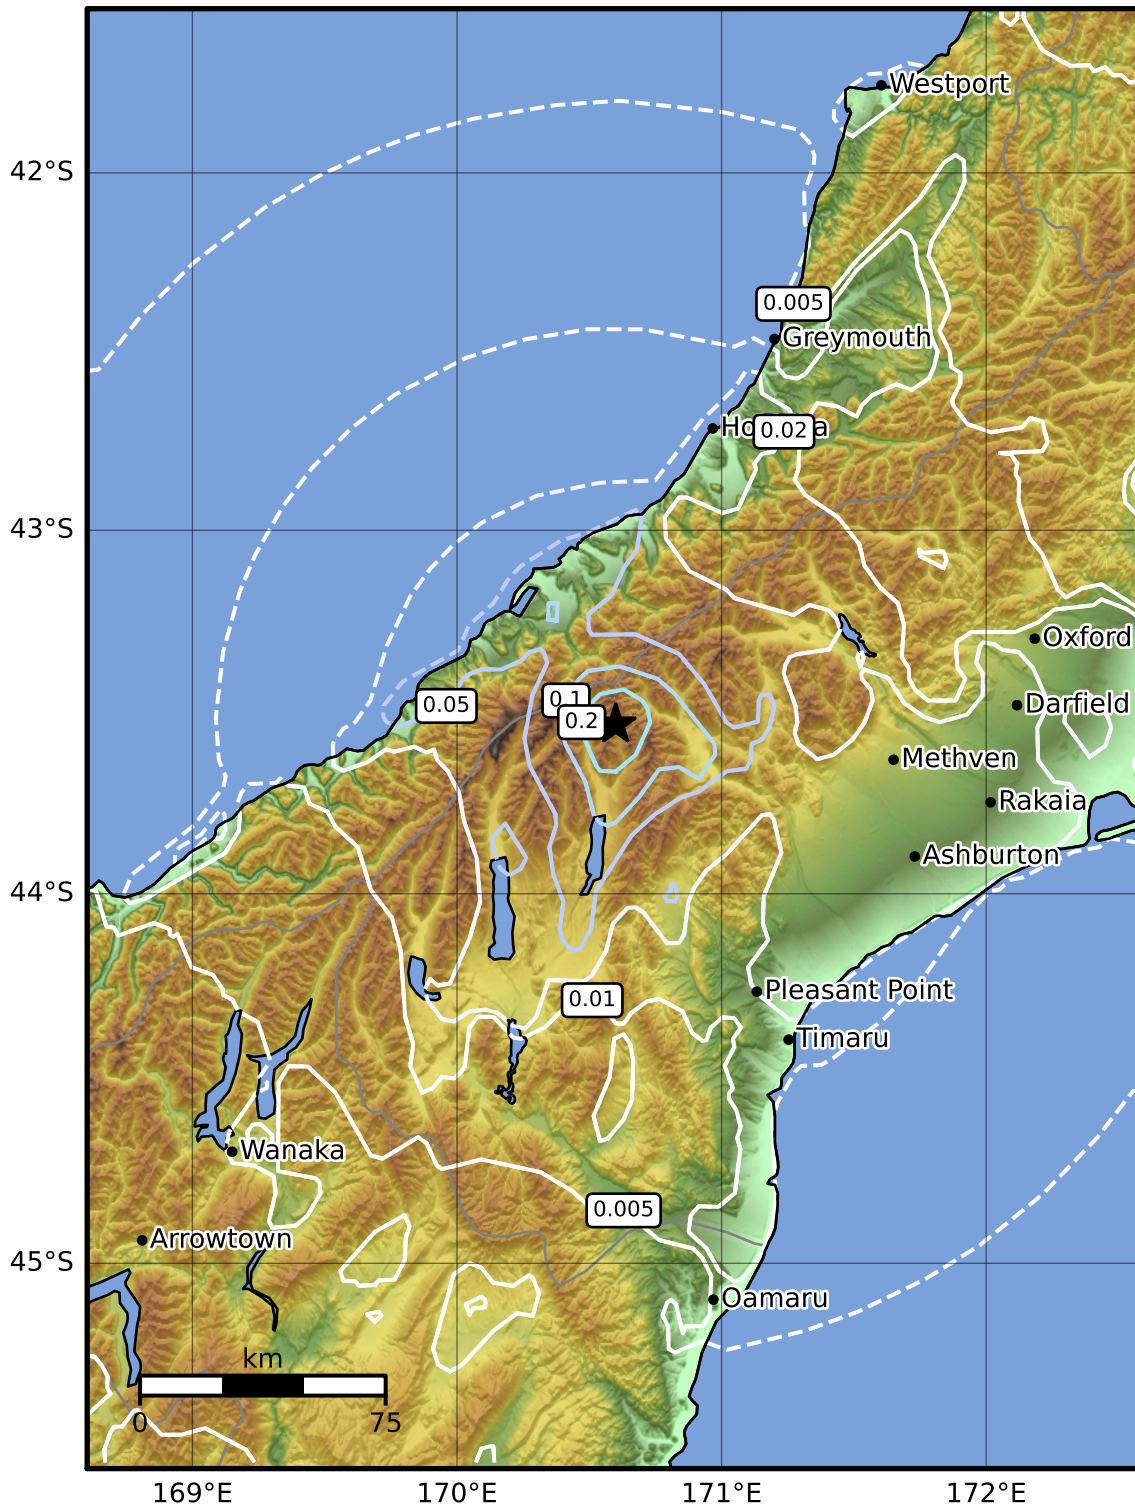 Westport
42°S
0.005
Greymouth
Ho a
0.02
43°S
Oxford
0.05
0.1
0.2
Darfield
Methven
Rakaia
Ashburton
44°S
Pleasant Point
0.01
Timaru
Wanaka
0.005
Arrowtown
45°S
Oamaru
km
0 75
169°E 170°E 171°E 172°E